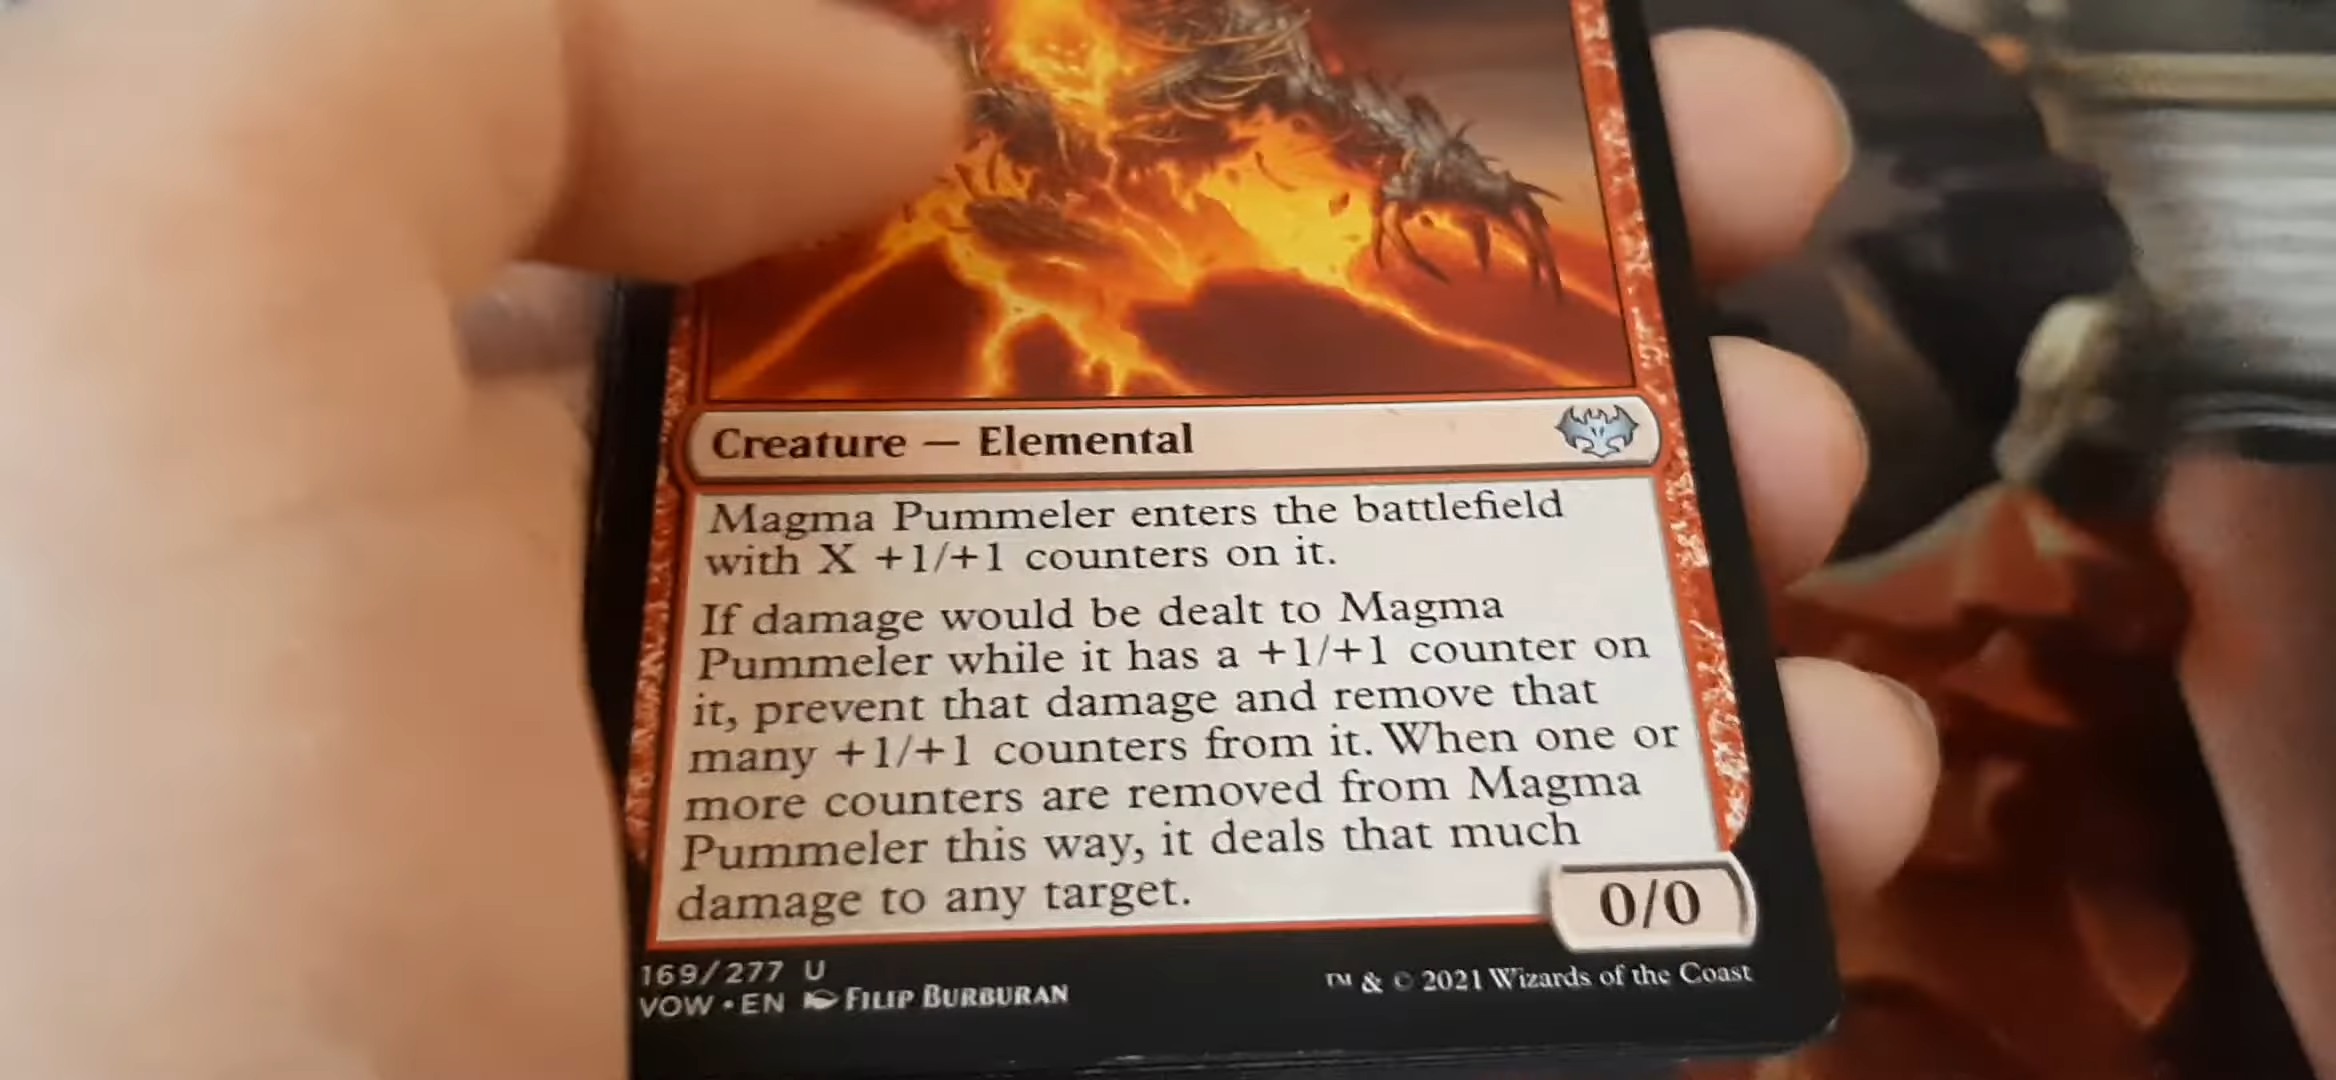 Creature — Elemental
Magma Pummeler enters the battlefield
with X +1/+1 counters on it.
If damage would be dealt to Magma
Pummeler while it has a +1/+1 counter on
it, prevent that damage and remove that
many +1/+1 counters from it. When one or
more counters are removed from Magma
Pummeler this way, it deals that much
damage to any target.
0/0
169/277 U
VOW • EN FILIP BURBURAN
™ & © 2021 Wizards of the Coast